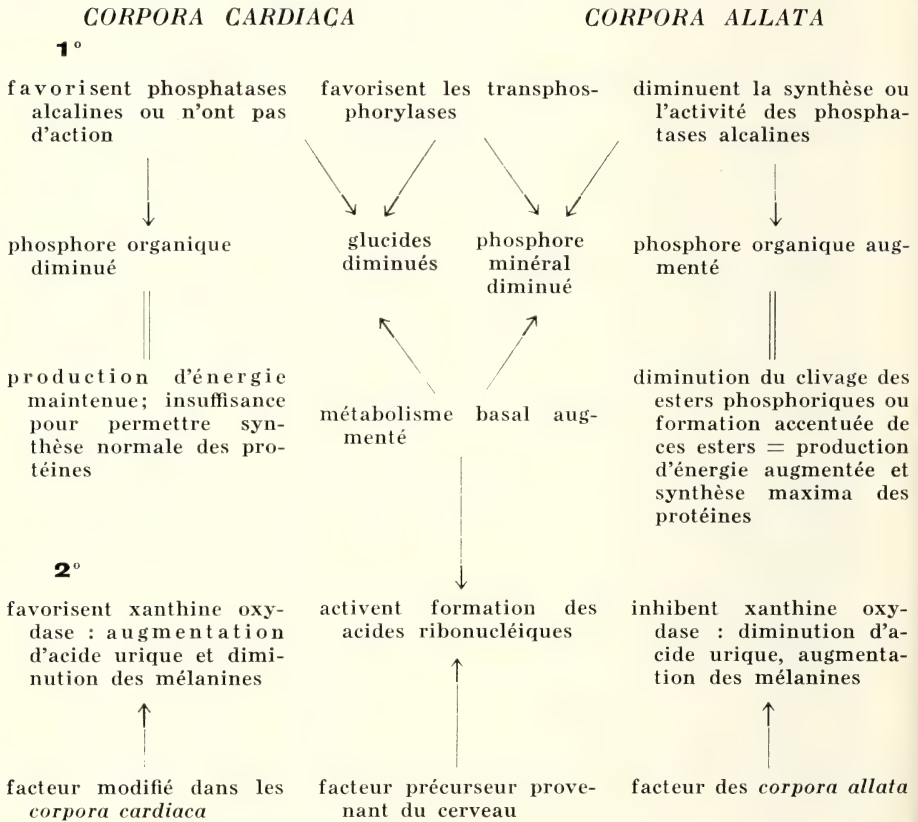 CORPORA CARDIACA
CORPORA ALLATA
1°
favorisent phosphatases
alcalines ou n'ont pas
d'action
favorisent les transphos-
phorylases
diminuent la synthèse ou
l'activité des phospha-
tases alcalines
phosphore organique
diminué
glucides
diminués
phosphore
minéral
diminué
phosphore organique aug-
menté
production d'énergie
maintenue; insuffisance
pour permettre syn-
thèse normale des pro-
téines
métabolisme basal aug-
menté
diminution du clivage des
esters phosphoriques ou
formation accentuée de
ces esters = production
d'énergie augmentée et
synthèse maxima des
protéines
2°
favorisent xanthine oxy-
dase : augmentation
d'acide urique et dimi-
nution des mélanines
activent formation des
acides ribonucléiques
inhibent xanthine oxy-
dase : diminution d'a-
cide urique, augmenta-
tion des mélanines
facteur modifié dans les
corpora cardiaca
facteur précurseur prove-
nant du cerveau
facteur des corpora allata